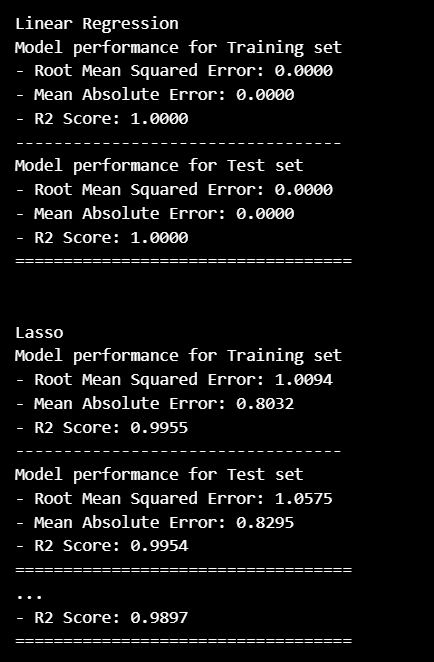 Linear Regression
Model performance for Training set
- Root Mean Squared Error: 0.0000
- Mean Absolute Error: 0.0000
- R2 Score: 1.0000
----------------------------------
Model performance for Test set
- Root Mean Squared Error: 0.0000
- Mean Absolute Error: 0.0000
- R2 Score: 1.0000
===================================
Lasso
Model performance for Training set
- Root Mean Squared Error: 1.0094
- Mean Absolute Error: 0.8032
- R2 Score: 0.9955
----------------------------------
Model performance for Test set
- Root Mean Squared Error: 1.0575
- Mean Absolute Error: 0.8295
- R2 Score: 0.9954
===================================
...
- R2 Score: 0.9897
===================================